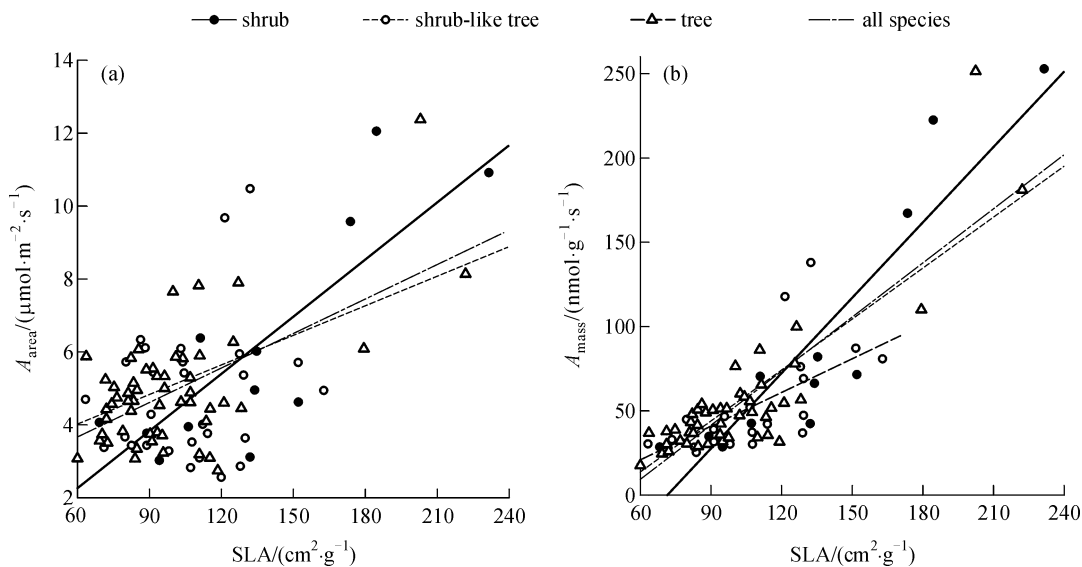 shrub shrub-like tree tree all species
(a)
14
12
10
8
6
4
2
A_area/(μmol·m⁻²·s⁻¹)
60 90 120 150 180 210 240
SLA/(cm²·g⁻¹)
(b)
250
200
150
100
50
0
A_mass/(nmol·g⁻¹·s⁻¹)
60 90 120 150 180 210 240
SLA/(cm²·g⁻¹)